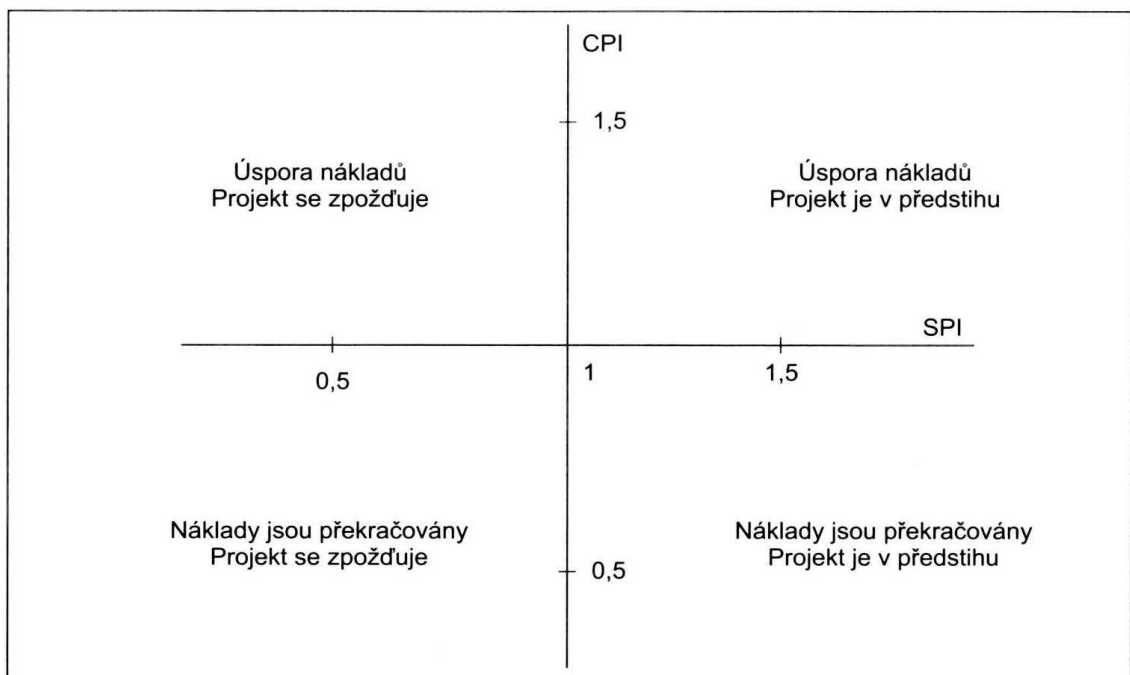 CPI
1,5
Úspora nákladů
Projekt se zpožďuje
Úspora nákladů
Projekt je v předstihu
SPI
0,5
1
1,5
Náklady jsou překračovány
Projekt se zpožďuje
Náklady jsou překračovány
Projekt je v předstihu
0,5